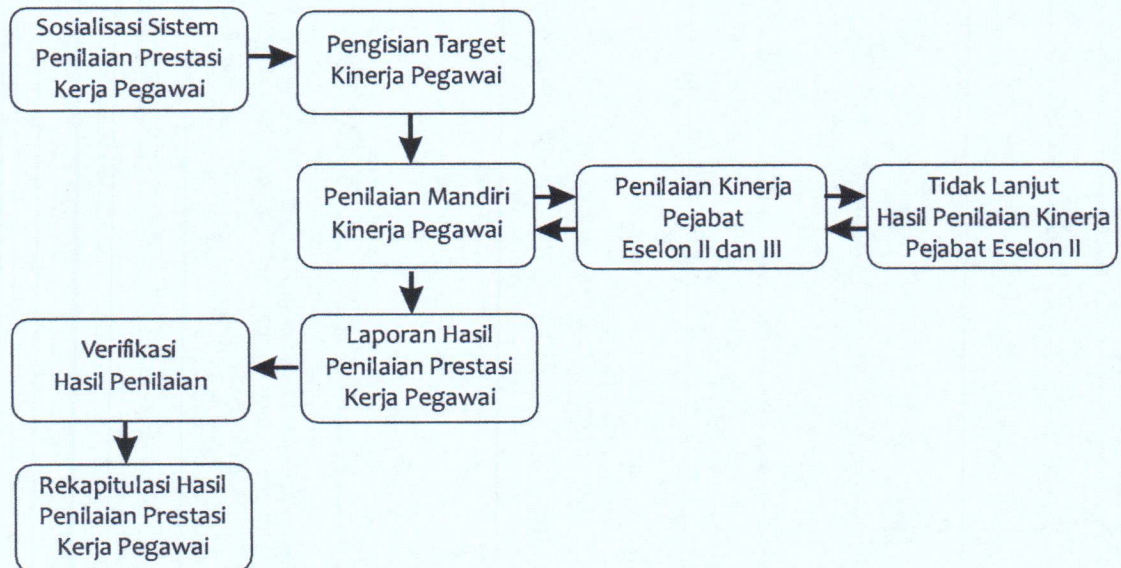 Sosialisasi Sistem
Penilaian Prestasi
Kerja Pegawai
Pengisian Target
Kinerja Pegawai
Penilaian Mandiri
Kinerja Pegawai
Penilaian Kinerja
Pejabat
Eselon II dan III
Tidak Lanjut
Hasil Penilaian Kinerja
Pejabat Eselon II
Laporan Hasil
Penilaian Prestasi
Kerja Pegawai
Verifikasi
Hasil Penilaian
Rekapitulasi Hasil
Penilaian Prestasi
Kerja Pegawai